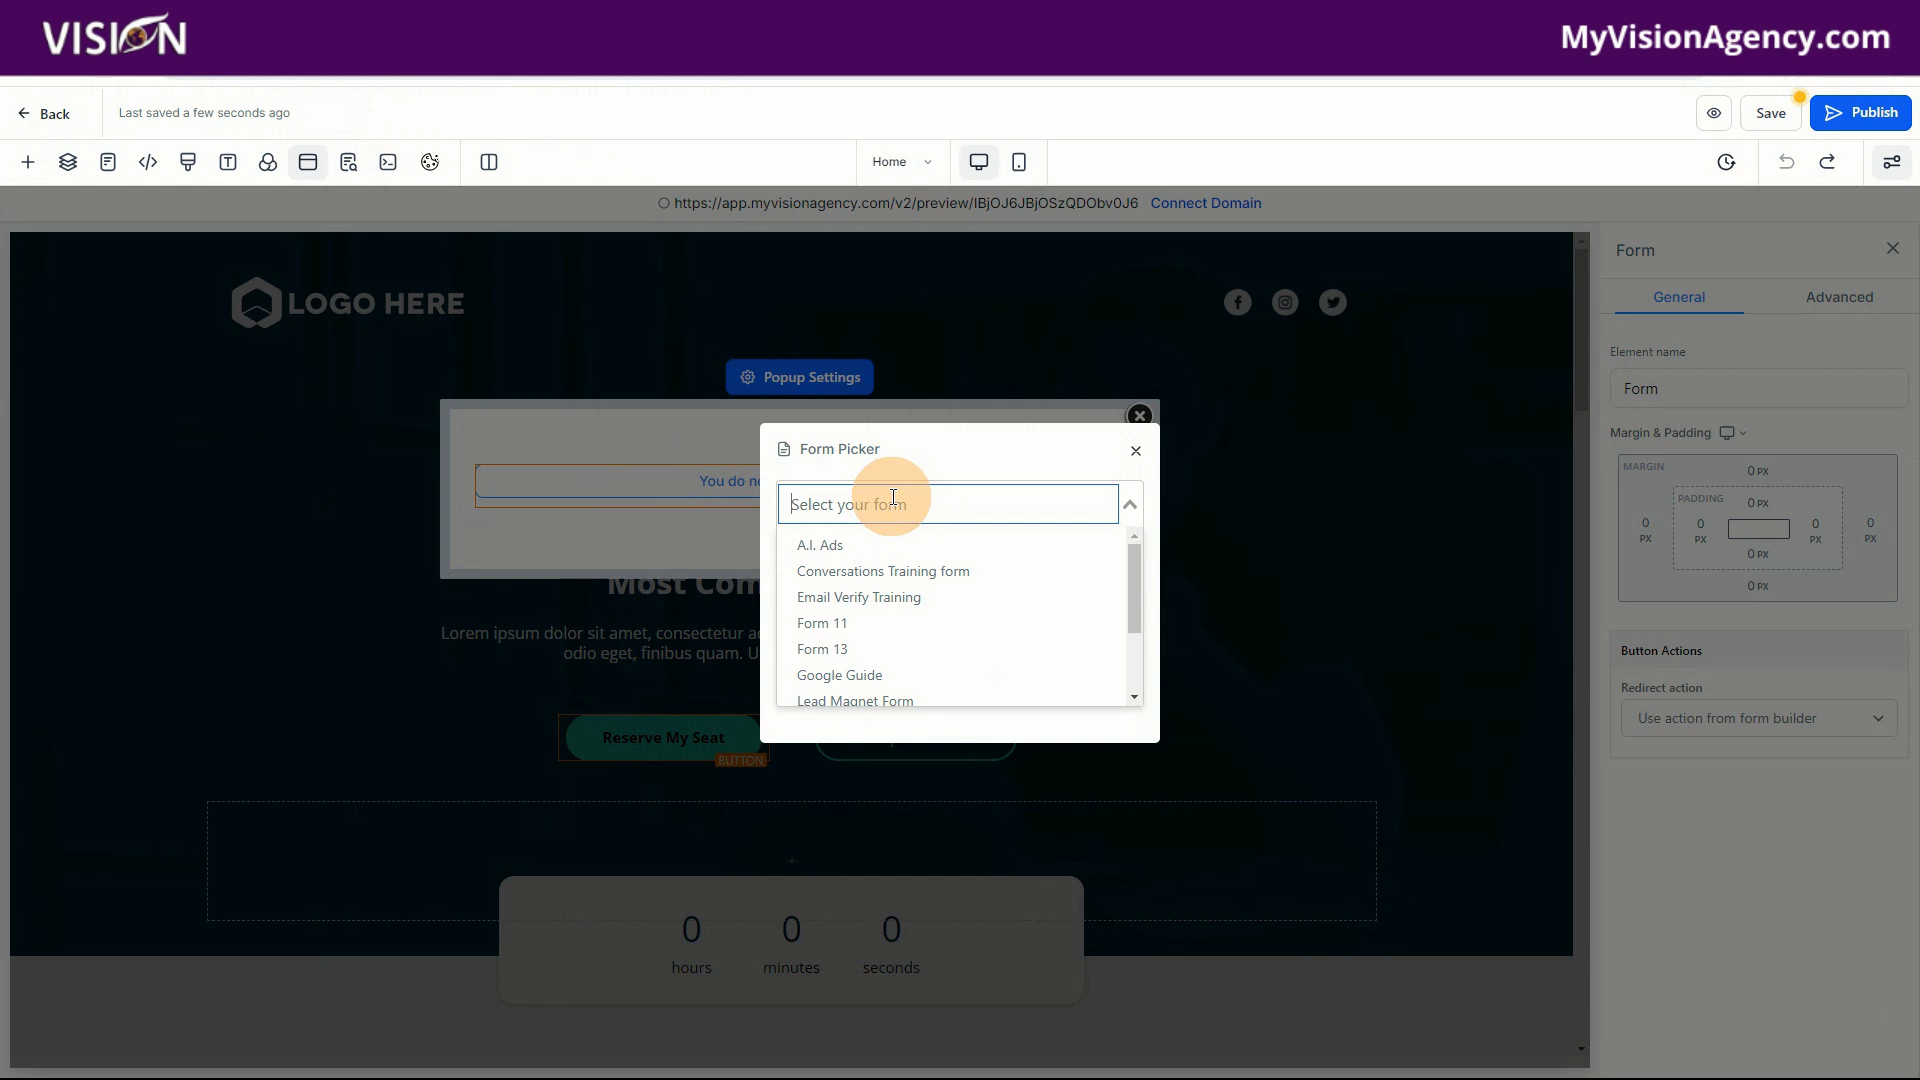 VISION
MyVisionAgency.com
Back
Last saved a few seconds ago
Save
Publish
Home
https://app.myvisionagency.com/v2/preview/IBjOJ6JBjOSzQDObv0J6 Connect Domain
LOGO HERE
Popup Settings
You do
Form Picker
Select your form
A.I. Ads
Conversations Training form
Email Verify Training
Form 11
Form 13
Google Guide
Lead Magnet Form
Most Com
Lorem ipsum dolor sit amet, consectetur
odio eget, finibus quam.
Reserve My Seat
BUTTON
0 0 0
hours minutes seconds
Form
General Advanced
Element name
Form
Margin & Padding
MARGIN
0 PX
PADDING
0 PX
0 PX
0 PX
0 PX
0 PX
0 PX
0 PX
Button Actions
Redirect action
Use action from form builder